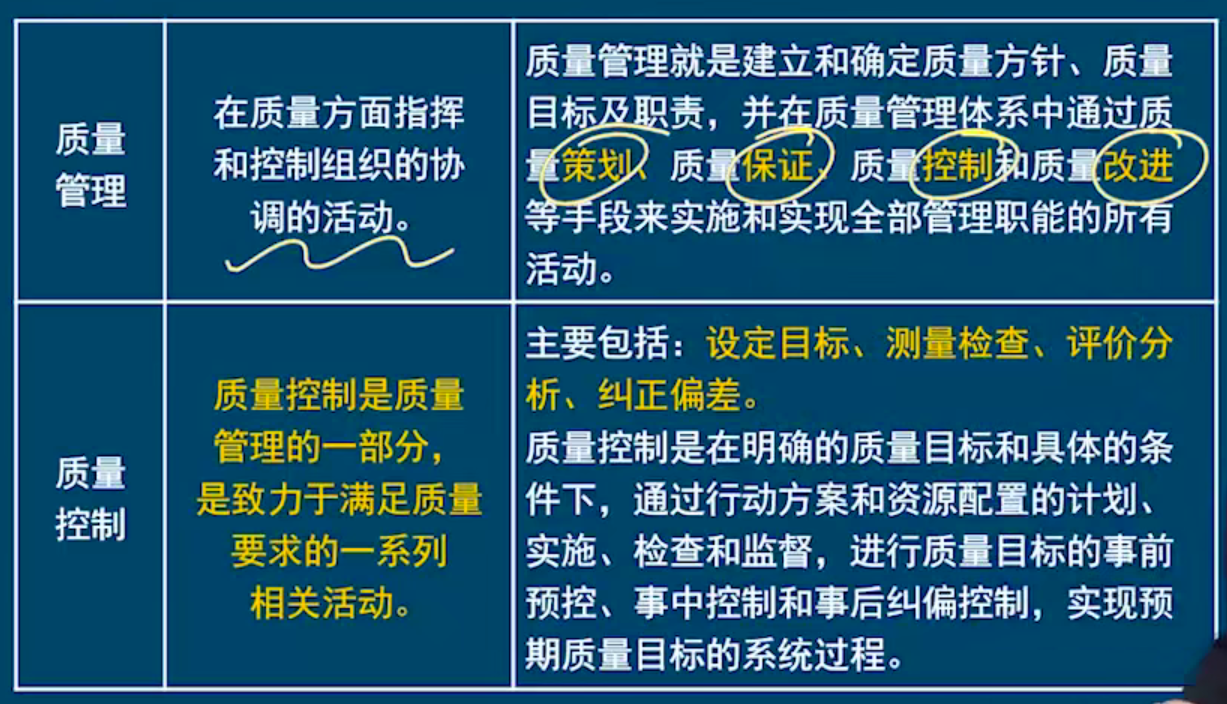 质量
管理
在质量方面指挥
和控制组织的协
调的活动。
质量管理就是建立和确定质量方针、质量
目标及职责，并在质量管理体系中通过质
量策划、质量保证、质量控制和质量改进
等手段来实施和实现全部管理职能的所有
活动。
质量
控制
质量控制是质量
管理的一部分，
是致力于满足质量
要求的一系列
相关活动。
主要包括：设定目标、测量检查、评价分
析、纠正偏差。
质量控制是在明确的质量目标和具体的条
件下，通过行动方案和资源配置的计划、
实施、检查和监督，进行质量目标的事前
预控、事中控制和事后纠偏控制，实现预
期质量目标的系统过程。